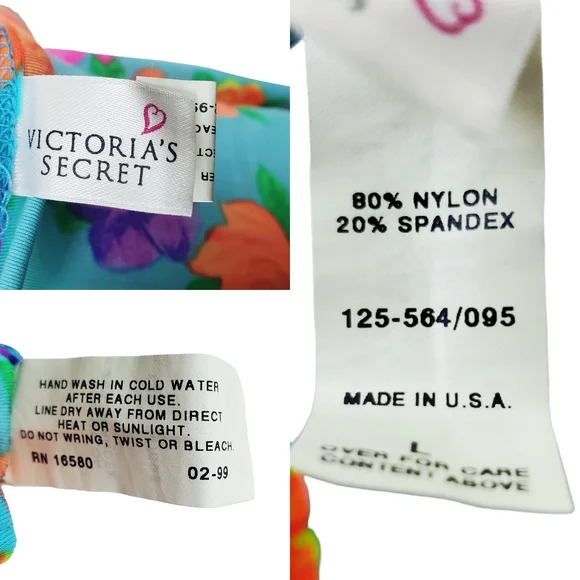 VICTORIA'S
SECRET
80% NYLON
20% SPANDEX
125-564/095
MADE IN U.S.A.
L
OVER FOR CARE
CONTENT ABOVE
HAND WASH IN COLD WATER
AFTER EACH USE.
LINE DRY AWAY FROM DIRECT
HEAT OR SUNLIGHT.
DO NOT WRING, TWIST OR BLEACH.
RN 16580 02-99